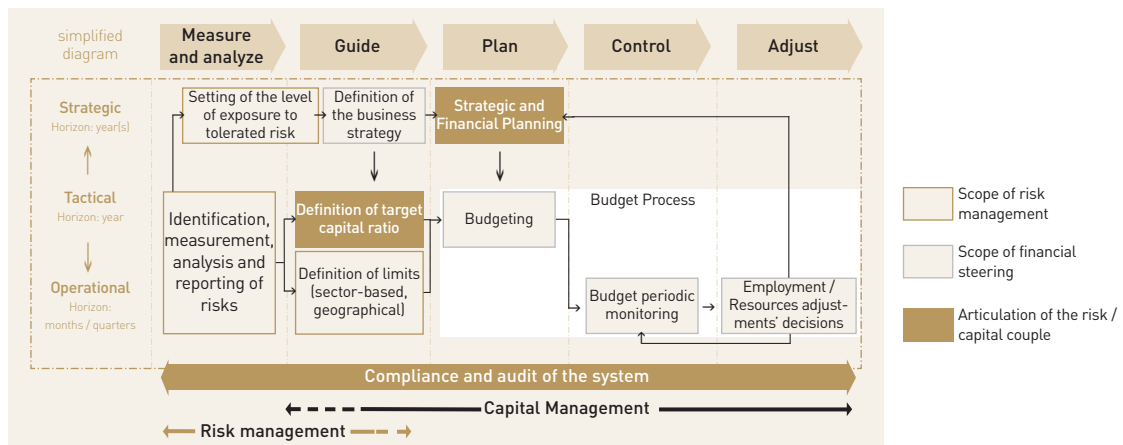 simplified
diagram
Measure
and analyze
Guide
Plan
Control
Adjust
Strategic
Horizon: year(s)
Tactical
Horizon: year
Operational
Horizon:
months / quarters
Setting of the level
of exposure to
tolerated risk
Definition of
the business
strategy
Strategic and
Financial Planning
Identification,
measurement,
analysis and
reporting of
risks
Definition of target
capital ratio
Definition of limits
(sector-based,
geographical)
Budgeting
Budget Process
Budget periodic
monitoring
Employment /
Resources adjust-
ments' decisions
Compliance and audit of the system
Capital Management
Risk management
Scope of risk
management
Scope of financial
steering
Articulation of the risk /
capital couple